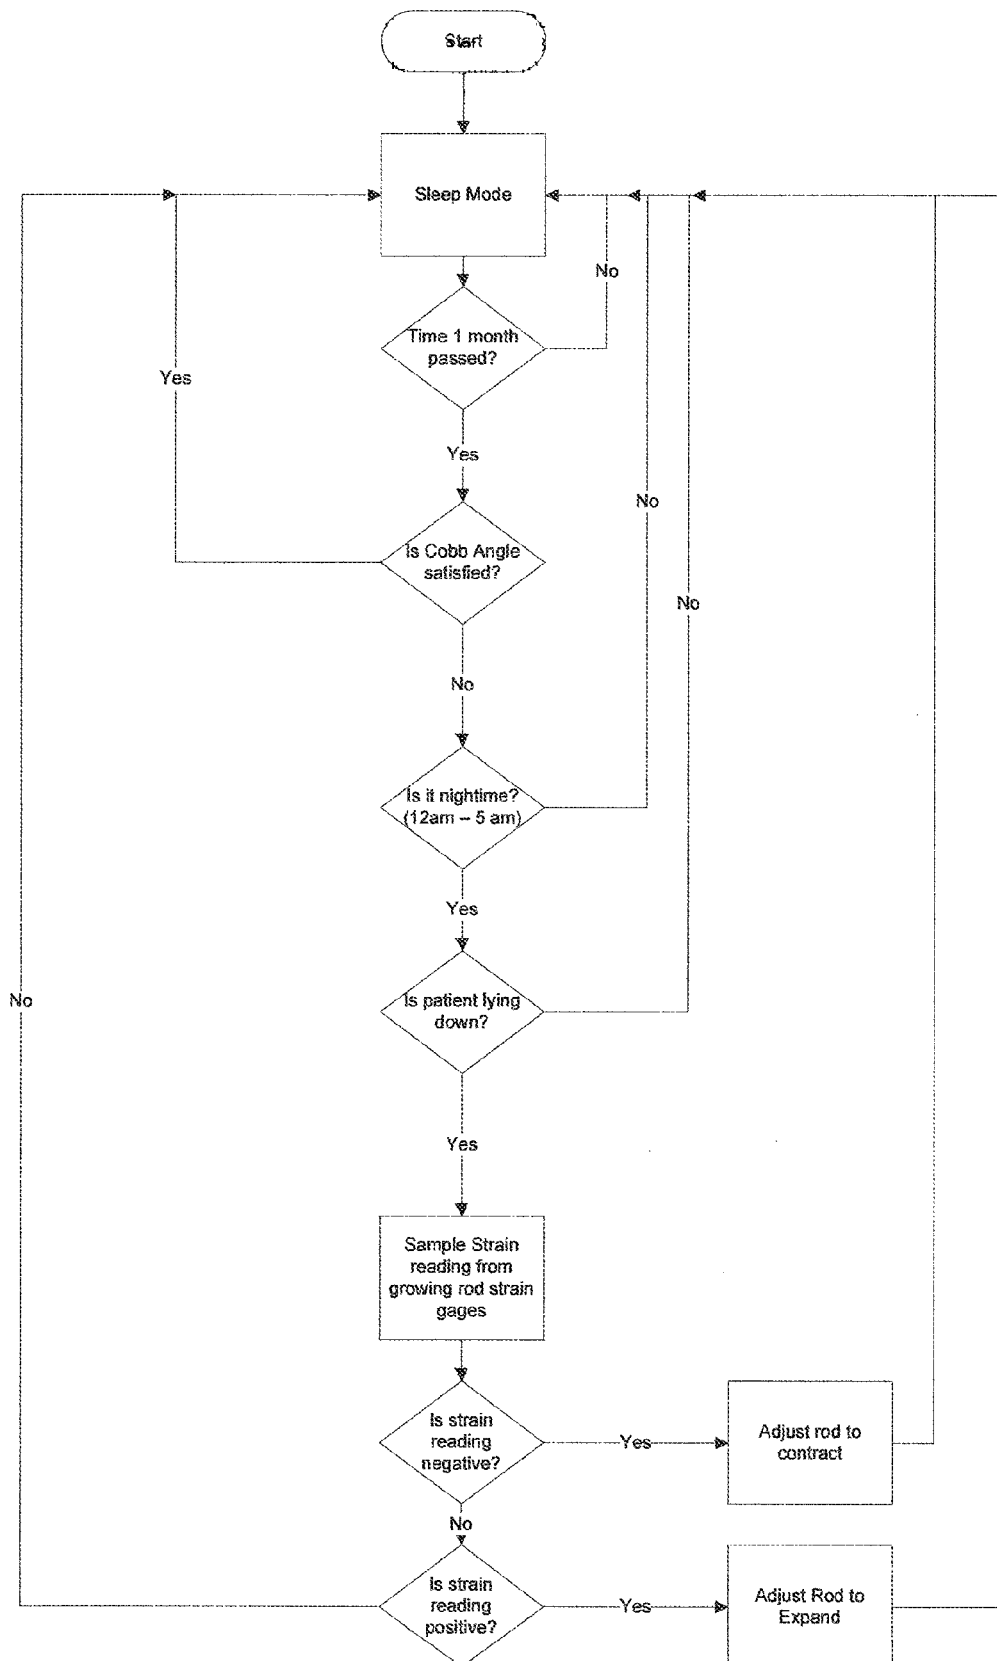 Start
Sleep Mode
No
Time 1 month
passed?
Yes
Yes
Is Cobb Angle
satisfied?
No
No
No
Is it nightime?
(12am – 5 am)
Yes
Is patient lying
down?
No
Yes
Sample Strain
reading from
growing rod strain
gages
Is strain
reading
negative?
Yes
Adjust rod to
contract
No
Is strain
reading
positive?
Yes
Adjust Rod to
Expand